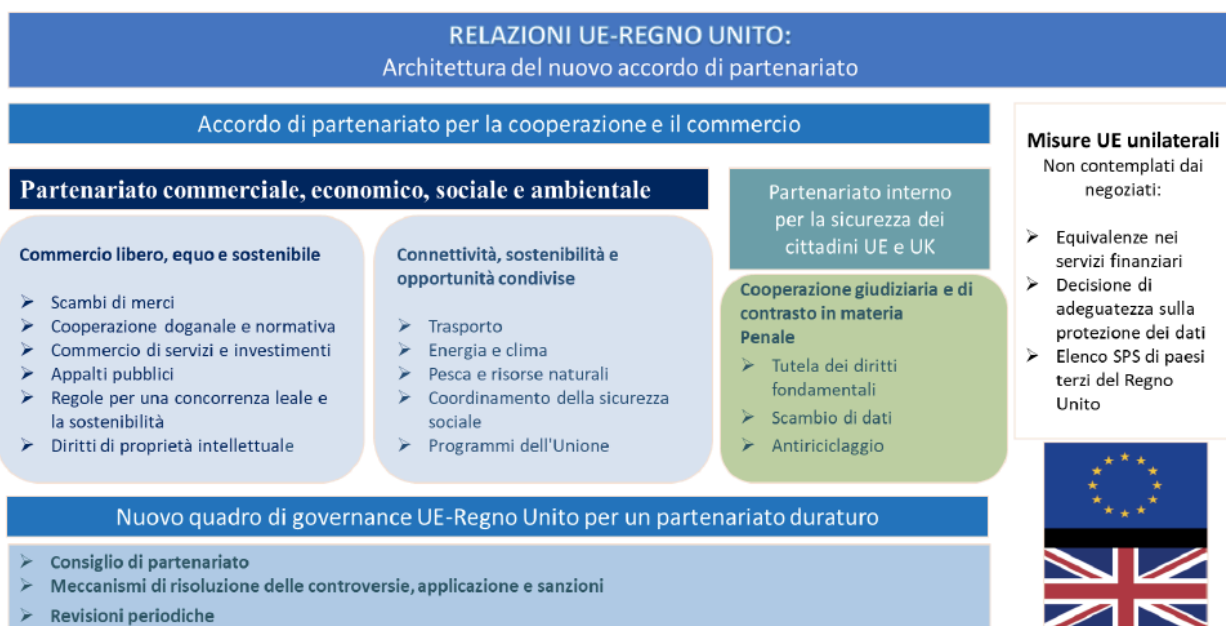 RELAZIONI UE-REGNO UNITO:
Architettura del nuovo accordo di partenariato
Accordo di partenariato per la cooperazione e il commercio
Partenariato commerciale, economico, sociale e ambientale
Commercio libero, equo e sostenibile
➤ Scambi di merci
➤ Cooperazione doganale e normativa
➤ Commercio di servizi e investimenti
➤ Appalti pubblici
➤ Regole per una concorrenza leale e
la sostenibilità
➤ Diritti di proprietà intellettuale
Connettività, sostenibilità e
opportunità condivise
➤ Trasporto
➤ Energia e clima
➤ Pesca e risorse naturali
➤ Coordinamento della sicurezza
sociale
➤ Programmi dell'Unione
Partenariato interno
per la sicurezza dei
cittadini UE e UK
Cooperazione giudiziaria e di
contrasto in materia
Penale
➤ Tutela dei diritti
fondamentali
➤ Scambio di dati
➤ Antiriciclaggio
Misure UE unilaterali
Non contemplati dai
negoziati:
➤ Equivalenze nei
servizi finanziari
➤ Decisione di
adeguatezza sulla
protezione dei dati
➤ Elenco SPS di paesi
terzi del Regno
Unito
Nuovo quadro di governance UE-Regno Unito per un partenariato duraturo
➤ Consiglio di partenariato
➤ Meccanismi di risoluzione delle controversie, applicazione e sanzioni
➤ Revisioni periodiche